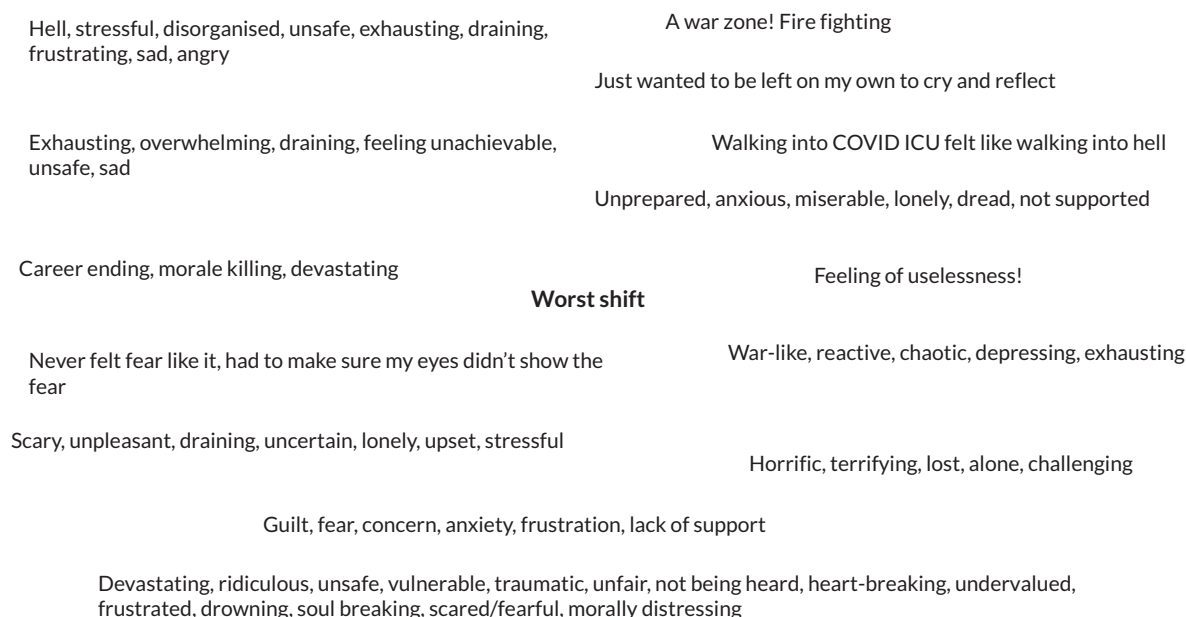 Hell, stressful, disorganised, unsafe, exhausting, draining,
frustrating, sad, angry
A war zone! Fire fighting
Just wanted to be left on my own to cry and reflect
Exhausting, overwhelming, draining, feeling unachievable,
unsafe, sad
Walking into COVID ICU felt like walking into hell
Unprepared, anxious, miserable, lonely, dread, not supported
Career ending, morale killing, devastating
Feeling of uselessness!
Worst shift
Never felt fear like it, had to make sure my eyes didn’t show the
fear
War-like, reactive, chaotic, depressing, exhausting
Scary, unpleasant, draining, uncertain, lonely, upset, stressful
Horrific, terrifying, lost, alone, challenging
Guilt, fear, concern, anxiety, frustration, lack of support
Devastating, ridiculous, unsafe, vulnerable, traumatic, unfair, not being heard, heart-breaking, undervalued,
frustrated, drowning, soul breaking, scared/fearful, morally distressing